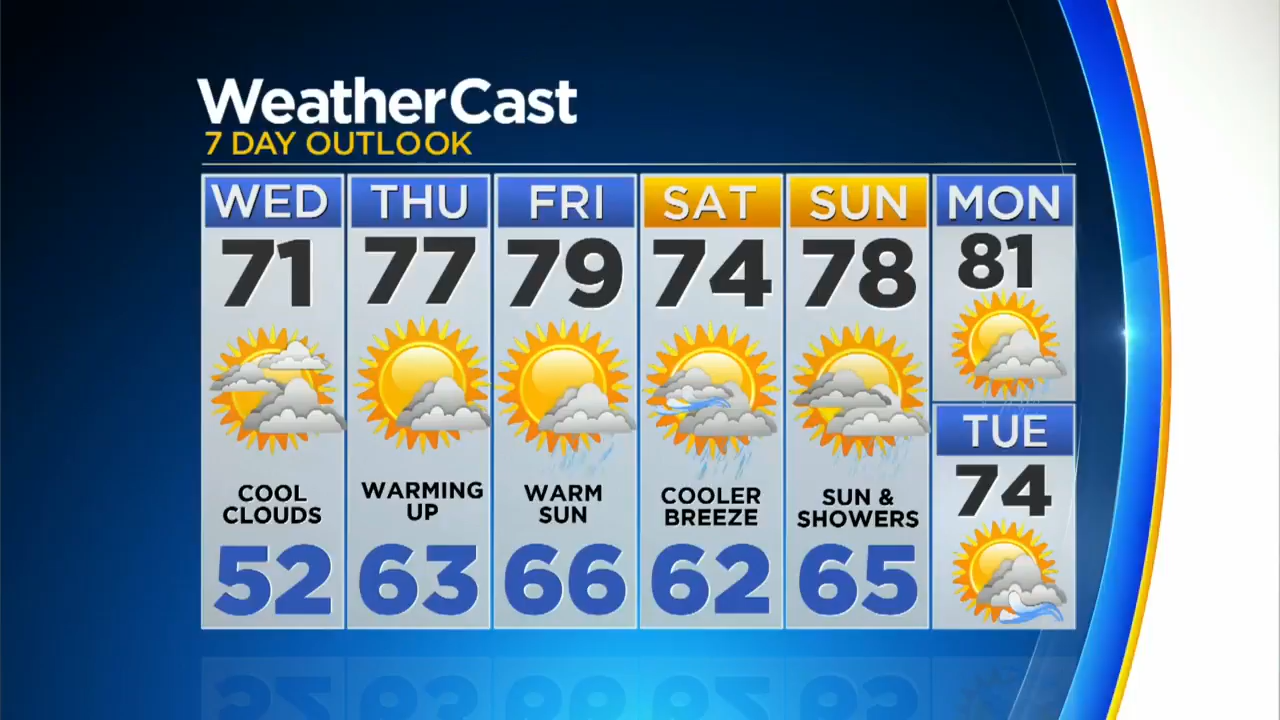 WeatherCast
7 DAY OUTLOOK
WED
71
COOL
CLOUDS
52
THU
77
WARMING
UP
63
FRI
79
WARM
SUN
66
SAT
74
COOLER
BREEZE
62
SUN
78
SUN &
SHOWERS
65
MON
81
TUE
74